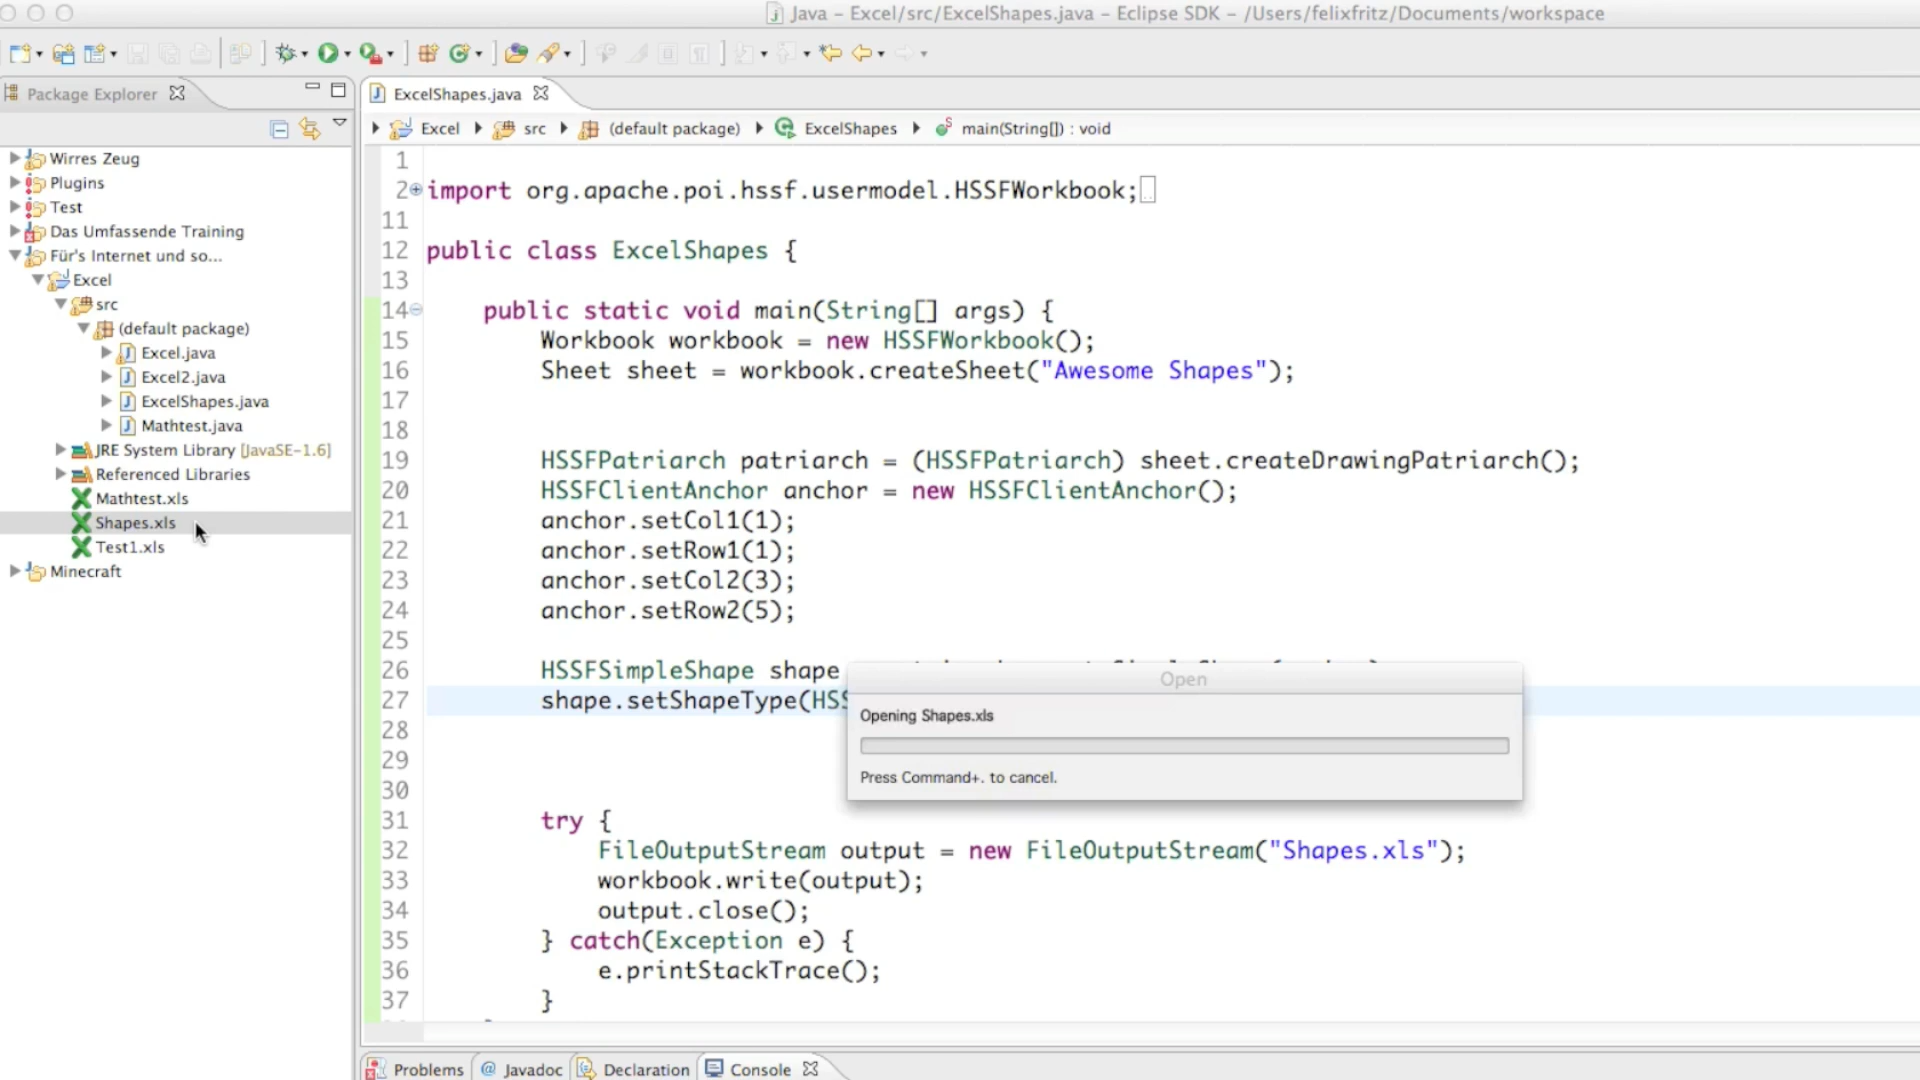 Java – Excel/src/ExcelShapes.java – Eclipse SDK – /Users/felixfritz/Documents/workspace
Package Explorer
ExcelShapes.java
Excel src (default package) ExcelShapes main(String[]) : void
Wirres Zeug
Plugins
Test
Das Umfassende Training
Für's Internet und so...
Excel
src
(default package)
Excel.java
Excel2.java
ExcelShapes.java
Mathtest.java
JRE System Library [JavaSE-1.6]
Referenced Libraries
Mathtest.xls
Shapes.xls
Test1.xls
Minecraft
1
2 import org.apache.poi.hssf.usermodel.HSSFWorkbook;
11
12 public class ExcelShapes {
13
14 public static void main(String[] args) {
15 Workbook workbook = new HSSFWorkbook();
16 Sheet sheet = workbook.createSheet("Awesome Shapes");
17
18
19 HSSFPatriarch patriarch = (HSSFPatriarch) sheet.createDrawingPatriarch();
20 HSSFClientAnchor anchor = new HSSFClientAnchor();
21 anchor.setCol1(1);
22 anchor.setRow1(1);
23 anchor.setCol2(3);
24 anchor.setRow2(5);
25
26 HSSFSimpleShape shape
27 shape.setShapeType(HSS
28
29
30
31 try {
32 FileOutputStream output = new FileOutputStream("Shapes.xls");
33 workbook.write(output);
34 output.close();
35 } catch(Exception e) {
36 e.printStackTrace();
37 }
Open
Opening Shapes.xls
Press Command+. to cancel.
Problems @ Javadoc Declaration Console